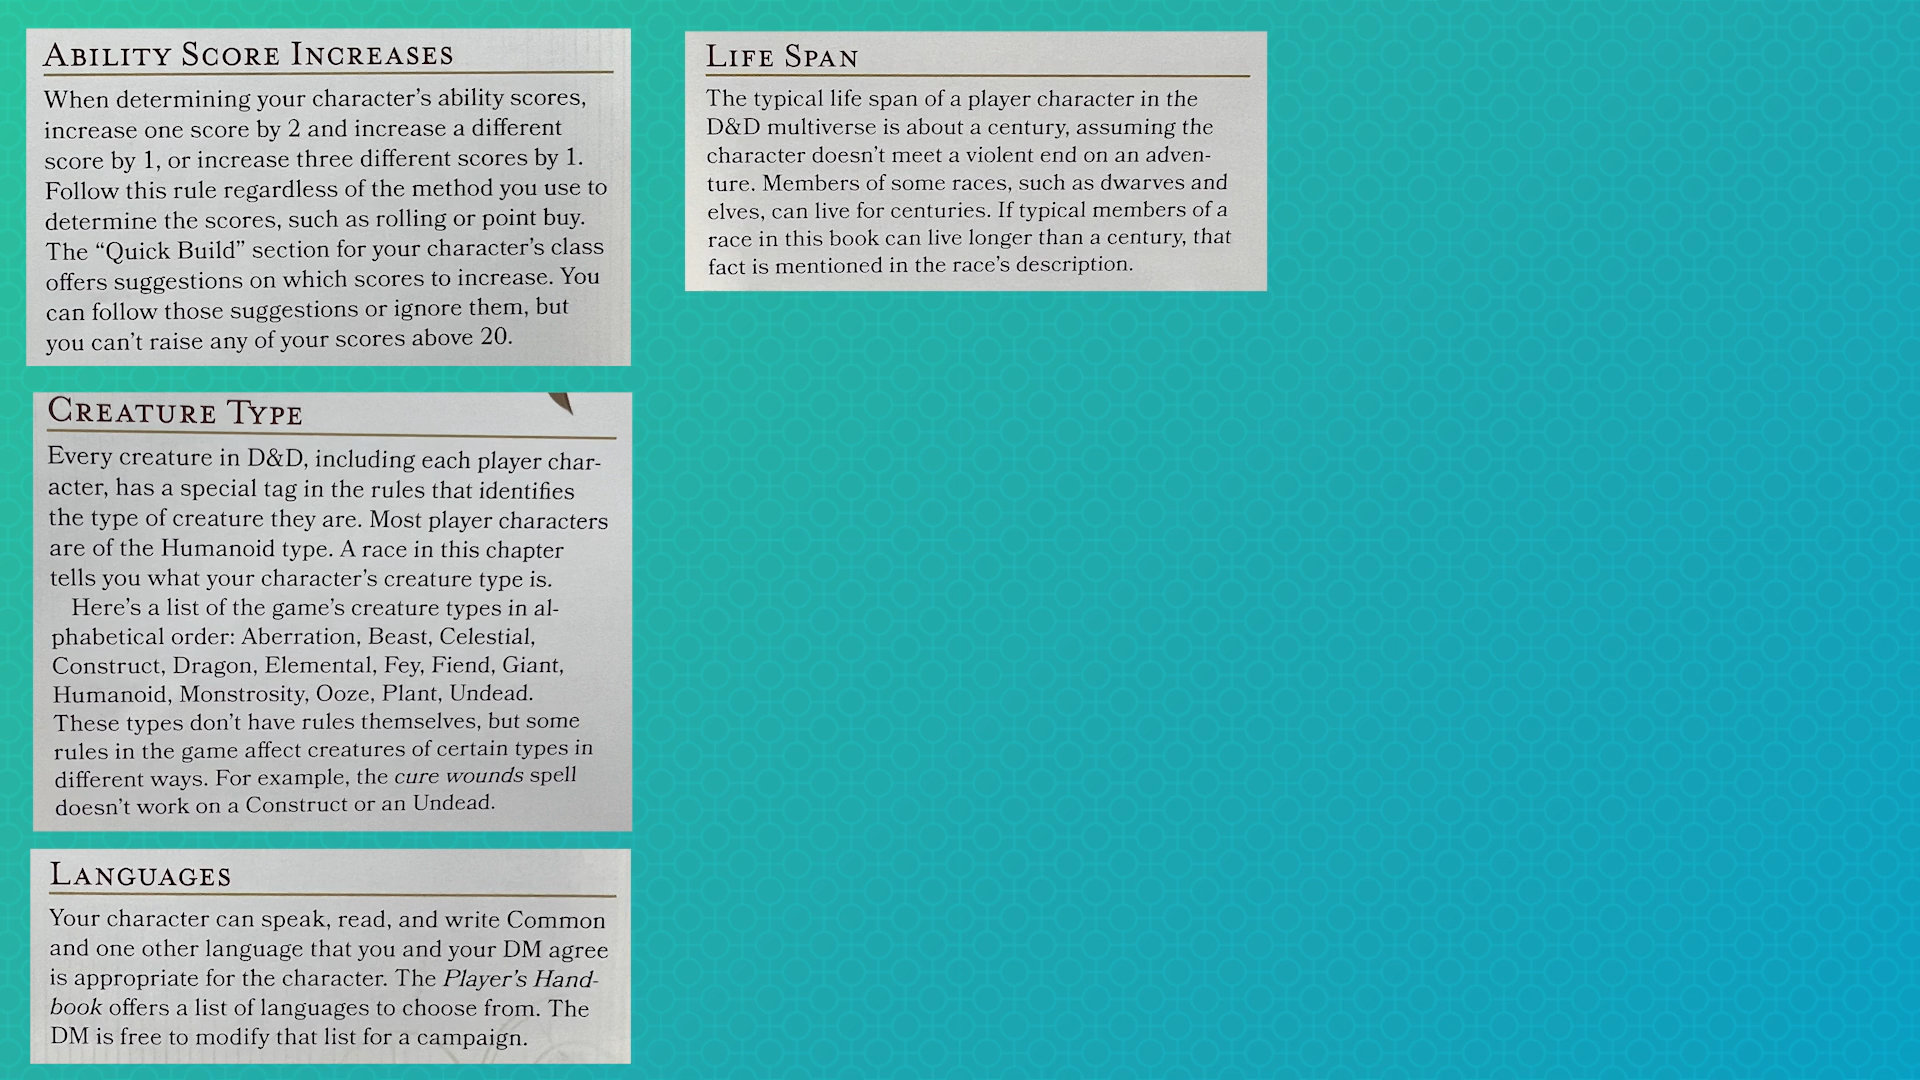 Ability Score Increases
When determining your character's ability scores,
increase one score by 2 and increase a different
score by 1, or increase three different scores by 1.
Follow this rule regardless of the method you use to
determine the scores, such as rolling or point buy.
The “Quick Build” section for your character's class
offers suggestions on which scores to increase. You
can follow those suggestions or ignore them, but
you can't raise any of your scores above 20.
Creature Type
Every creature in D&D, including each player char-
acter, has a special tag in the rules that identifies
the type of creature they are. Most player characters
are of the Humanoid type. A race in this chapter
tells you what your character's creature type is.
Here's a list of the game's creature types in al-
phabetical order: Aberration, Beast, Celestial,
Construct, Dragon, Elemental, Fey, Fiend, Giant,
Humanoid, Monstrosity, Ooze, Plant, Undead.
These types don't have rules themselves, but some
rules in the game affect creatures of certain types in
different ways. For example, the cure wounds spell
doesn't work on a Construct or an Undead.
Languages
Your character can speak, read, and write Common
and one other language that you and your DM agree
is appropriate for the character. The Player's Hand-
book offers a list of languages to choose from. The
DM is free to modify that list for a campaign.
Life Span
The typical life span of a player character in the
D&D multiverse is about a century, assuming the
character doesn't meet a violent end on an adven-
ture. Members of some races, such as dwarves and
elves, can live for centuries. If typical members of a
race in this book can live longer than a century, that
fact is mentioned in the race's description.